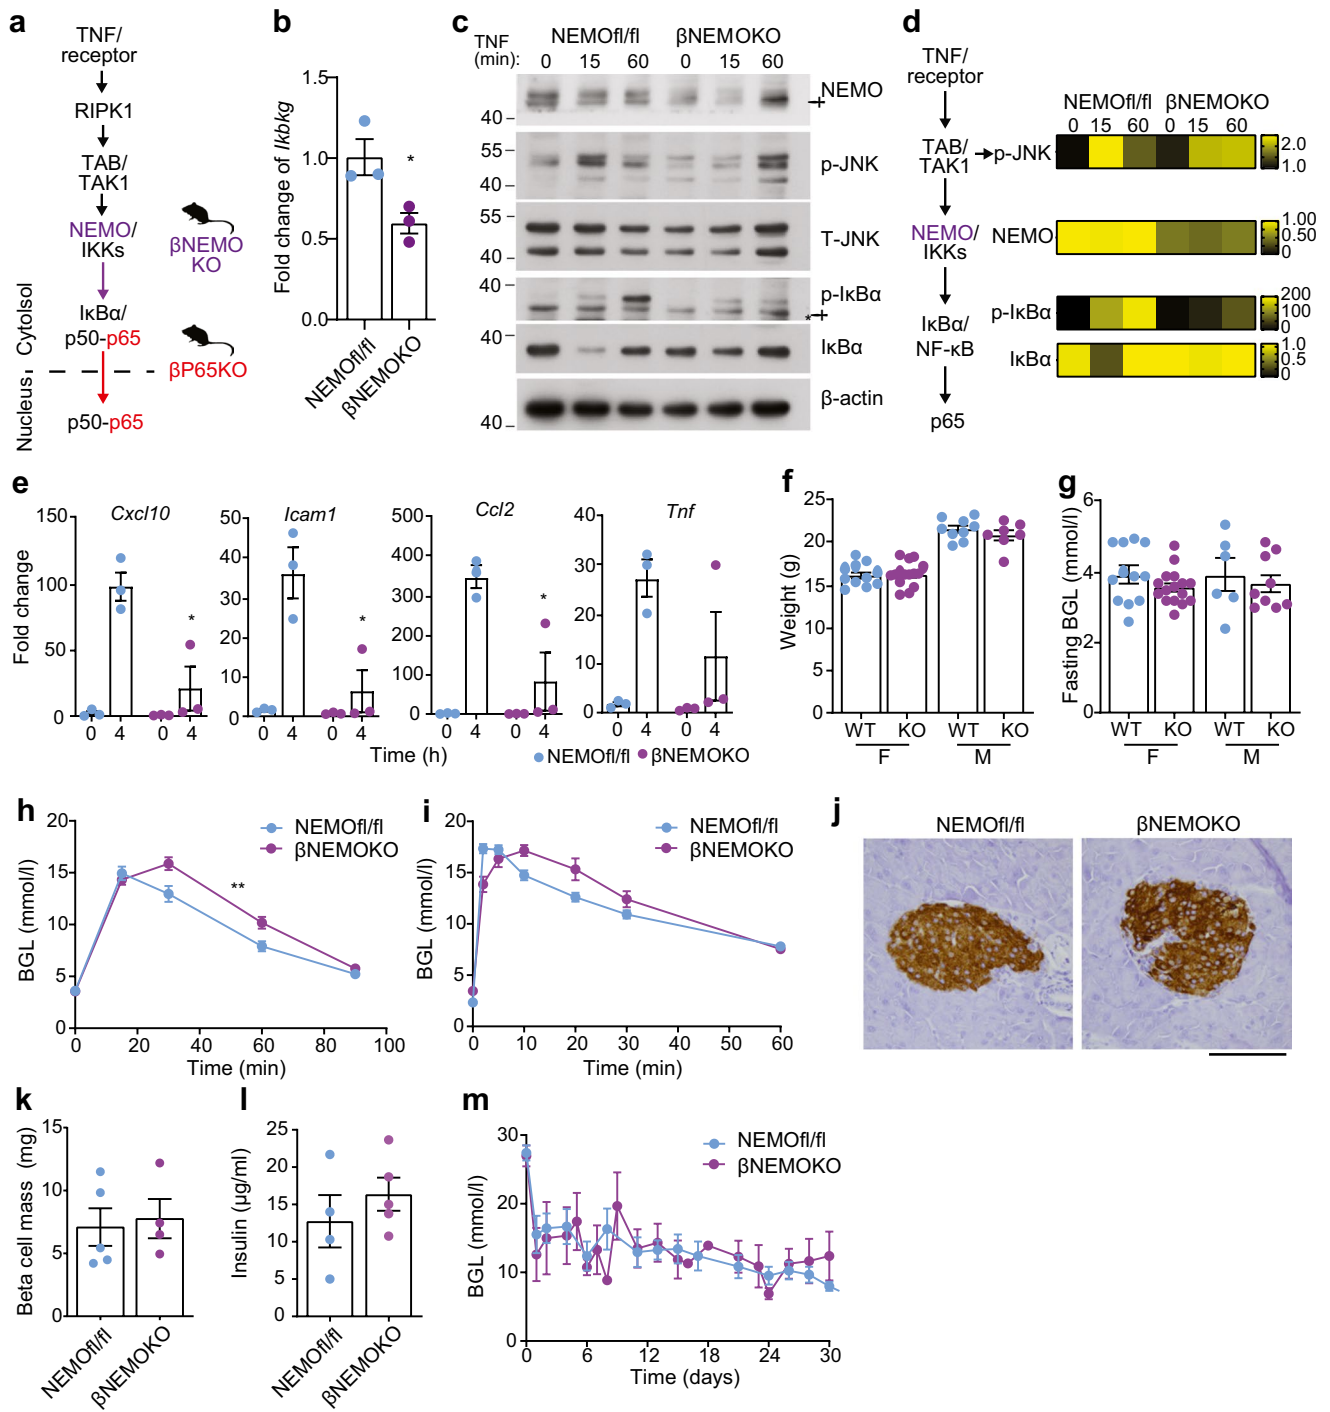 a
TNF/
receptor
RIPK1
TAB/
TAK1
NEMO/
IKKs
IκBα/
p50-p65
p50-p65
Cytolsol
Nucleus
βNEMO
KO
βP65KO
b
Fold change of Ikbkg
1.5
1.0
0.5
0.0
*
NEMOfl/fl
βNEMOKO
c
NEMOfl/fl βNEMOKO
TNF
(min): 0 15 60 0 15 60
NEMO
40
55
p-JNK
40
55
T-JNK
40
40
p-IκBα
*
IκBα
β-actin
40
d
TNF/
receptor
TAB/
TAK1
NEMO/
IKKs
IκBα/
NF-κB
p65
NEMOfl/fl βNEMOKO
0 15 60 0 15 60
p-JNK
2.0
1.0
NEMO
1.00
0.50
0
p-IκBα
200
100
0
IκBα
1.0
0.5
0
e
Fold change
Cxcl10
150
100
50
0
*
0 4 0 4
Icam1
50
40
30
20
10
0
*
0 4 0 4
Ccl2
500
400
300
200
100
0
*
0 4 0 4
Tnf
40
30
20
10
0
0 4 0 4
Time (h)
NEMOfl/fl βNEMOKO
f
Weight (g)
25
20
15
10
5
0
WT KO WT KO
F M
g
Fasting BGL (mmol/l)
6
4
2
0
WT KO WT KO
F M
h
BGL (mmol/l)
20
15
10
5
0
NEMOfl/fl
βNEMOKO
**
0 20 40 60 80 100
Time (min)
i
BGL (mmol/l)
20
15
10
5
0
NEMOfl/fl
βNEMOKO
0 10 20 30 40 50 60
Time (min)
j
NEMOfl/fl βNEMOKO
k
Beta cell mass (mg)
15
10
5
0
NEMOfl/fl
βNEMOKO
l
Insulin (µg/ml)
25
20
15
10
5
0
NEMOfl/fl
βNEMOKO
m
BGL (mmol/l)
30
20
10
0
NEMOfl/fl
βNEMOKO
0 6 12 18 24 30
Time (days)